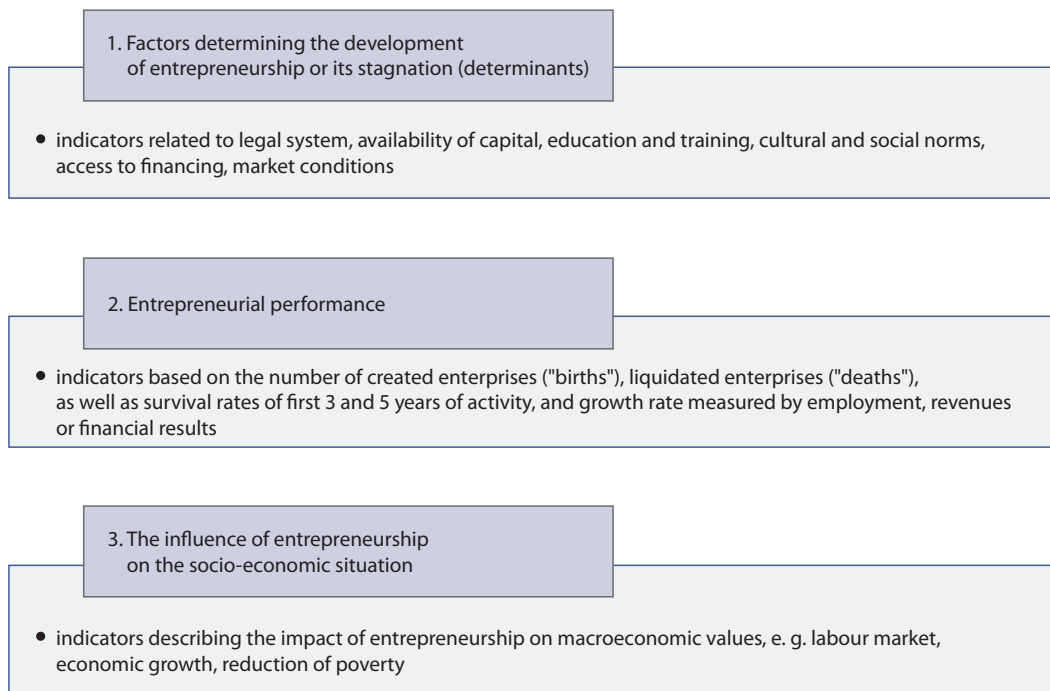 1. Factors determining the development
of entrepreneurship or its stagnation (determinants)
• indicators related to legal system, availability of capital, education and training, cultural and social norms,
access to financing, market conditions
2. Entrepreneurial performance
• indicators based on the number of created enterprises ("births"), liquidated enterprises ("deaths"),
as well as survival rates of first 3 and 5 years of activity, and growth rate measured by employment, revenues
or financial results
3. The influence of entrepreneurship
on the socio-economic situation
• indicators describing the impact of entrepreneurship on macroeconomic values, e. g. labour market,
economic growth, reduction of poverty